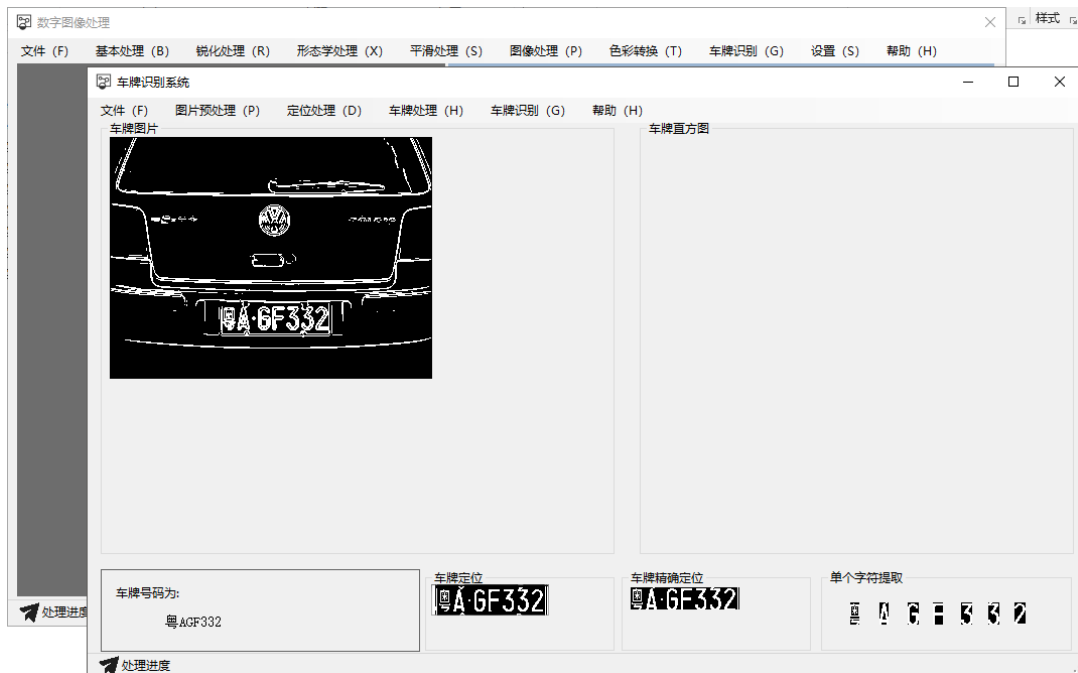 数字图像处理
样式
文件 (F) 基本处理 (B) 锐化处理 (R) 形态学处理 (X) 平滑处理 (S) 图像处理 (P) 色彩转换 (T) 车牌识别 (G) 设置 (S) 帮助 (H)
车牌识别系统
文件 (F) 图片预处理 (P) 定位处理 (D) 车牌处理 (H) 车牌识别 (G) 帮助 (H)
车牌图片
车牌直方图
粤A·GF332
车牌号码为:
粤AGF332
车牌定位
粤A·GF332
车牌精确定位
粤A·GF332
单个字符提取
粤 A G F 3 3 2
处理进度
处理进度